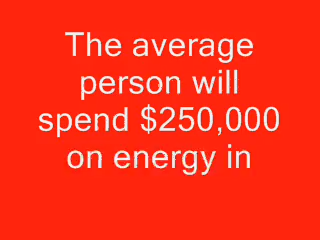 The average
person will
spend $250,000
on energy in